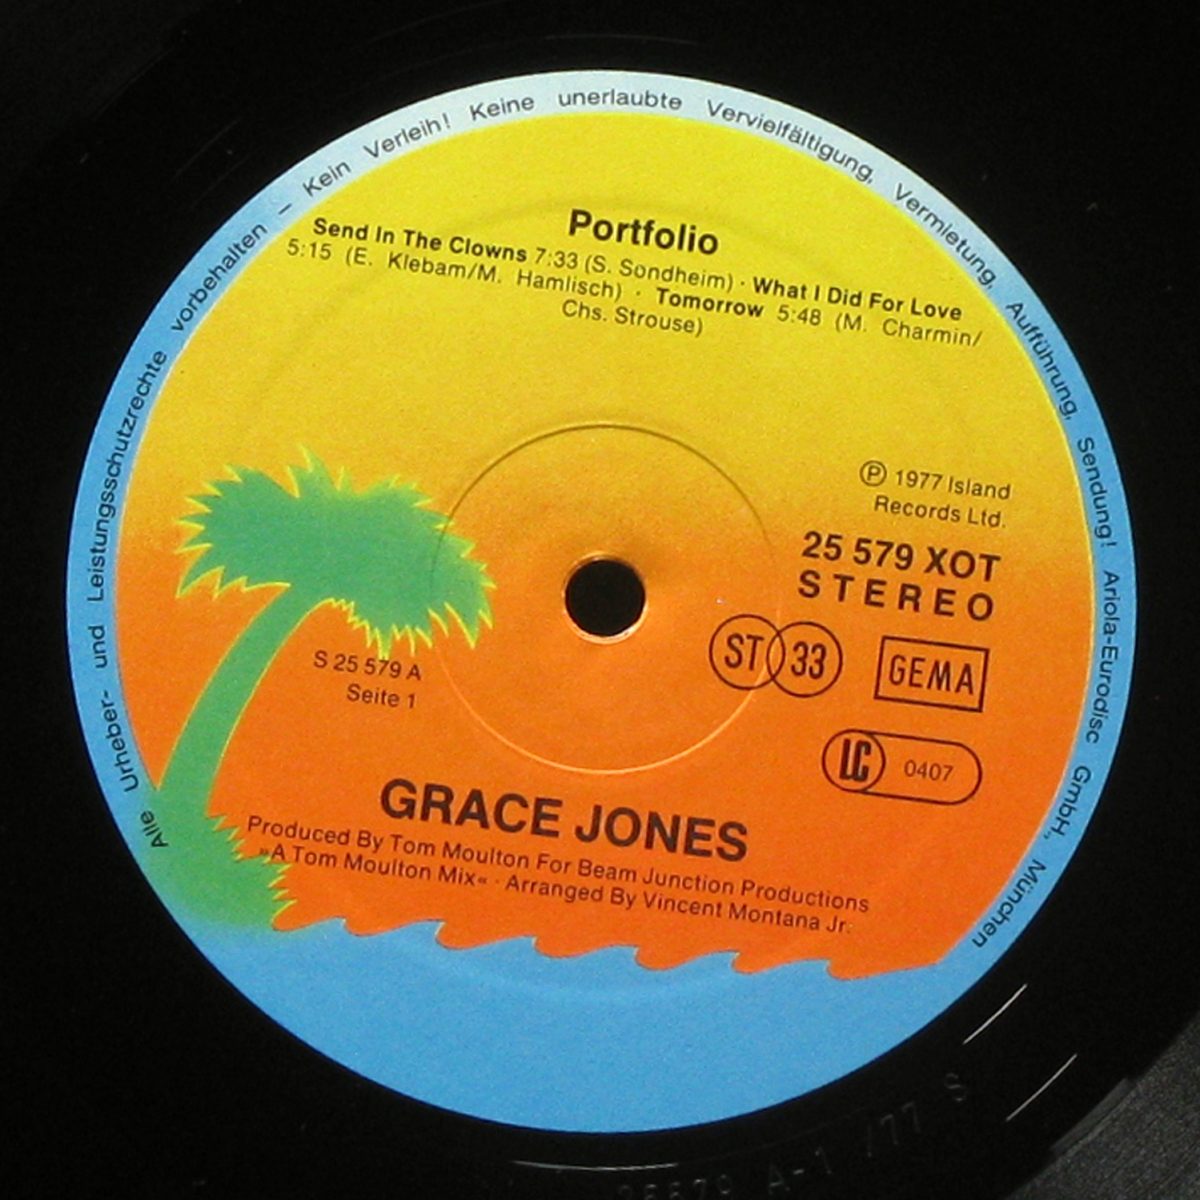 Alle Urheber- und Leistungsschutzrechte vorbehalten – Kein Verleih! Keine unerlaubte Vervielfältigung, Vermietung, Aufführung, Sendung! Ariola-Eurodisc GmbH., München
Portfolio
Send In The Clowns 7:33 (S. Sondheim) · What I Did For Love
5:15 (E. Klebam/M. Hamlisch) · Tomorrow 5:48 (M. Charmin/
Chs. Strouse)
℗ 1977 Island
Records Ltd.
25 579 XOT
STEREO
ST 33 GEMA
LC 0407
S 25 579 A
Seite 1
GRACE JONES
Produced By Tom Moulton For Beam Junction Productions
»A Tom Moulton Mix« · Arranged By Vincent Montana Jr.
A-1 /77 S